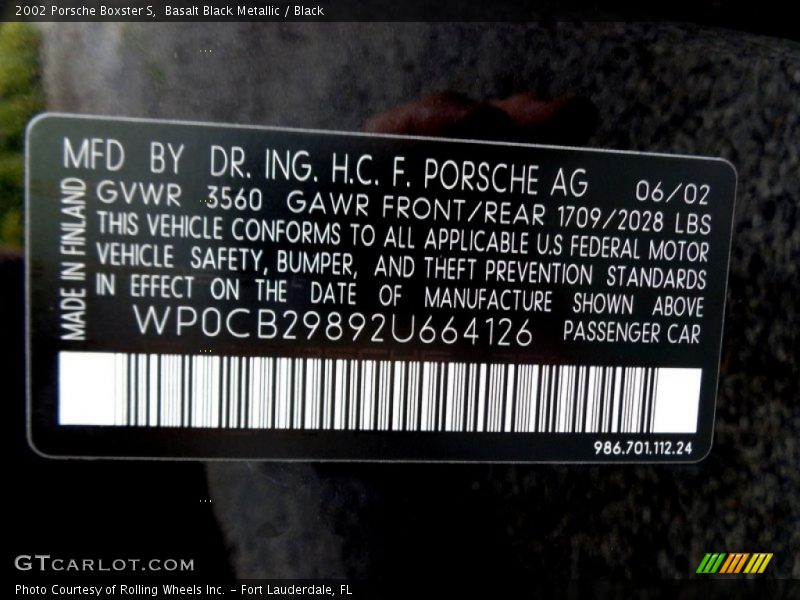 2002 Porsche Boxster S, Basalt Black Metallic / Black
MFD BY DR. ING. H.C. F. PORSCHE AG 06/02
GVWR 3560 GAWR FRONT/REAR 1709/2028 LBS
THIS VEHICLE CONFORMS TO ALL APPLICABLE U.S FEDERAL MOTOR
VEHICLE SAFETY, BUMPER, AND THEFT PREVENTION STANDARDS
IN EFFECT ON THE DATE OF MANUFACTURE SHOWN ABOVE
WP0CB29892U664126 PASSENGER CAR
MADE IN FINLAND
986.701.112.24
GTCARLOT.COM
Photo Courtesy of Rolling Wheels Inc. – Fort Lauderdale, FL